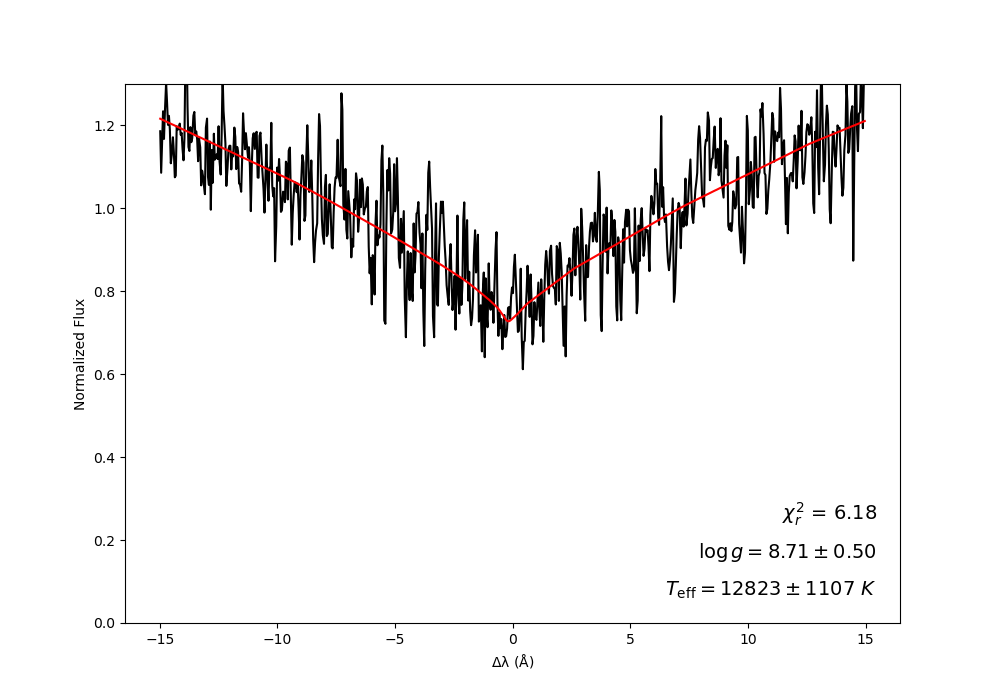 1.2
1.0
0.8
0.6
0.4
0.2
0.0
Normalized Flux
χ²ᵣ = 6.18
log g = 8.71 ± 0.50
T_eff = 12823 ± 1107 K
−15 −10 −5 0 5 10 15
Δλ (Å)